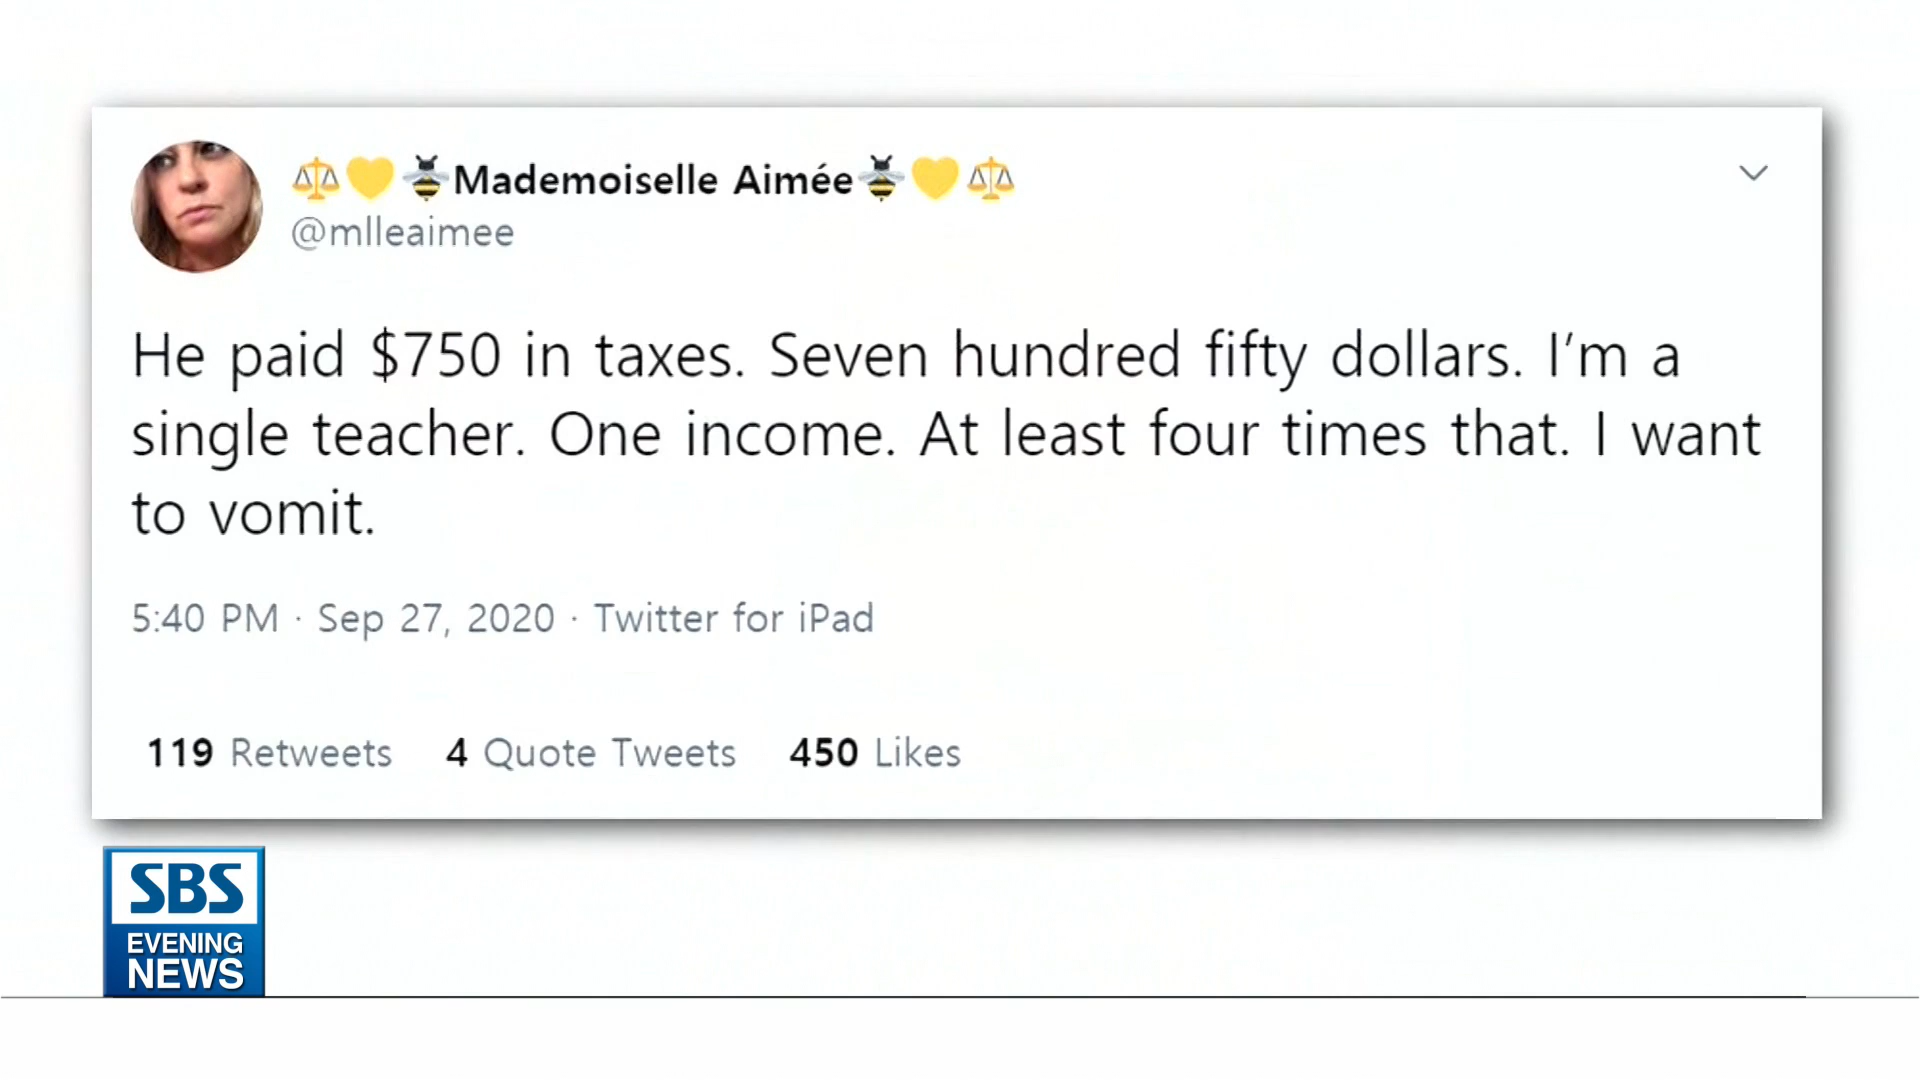 ⚖️💛🐝Mademoiselle Aimée🐝💛⚖️
@mlleaimee
He paid $750 in taxes. Seven hundred fifty dollars. I'm a
single teacher. One income. At least four times that. I want
to vomit.
5:40 PM · Sep 27, 2020 · Twitter for iPad
119 Retweets 4 Quote Tweets 450 Likes
SBS
EVENING
NEWS